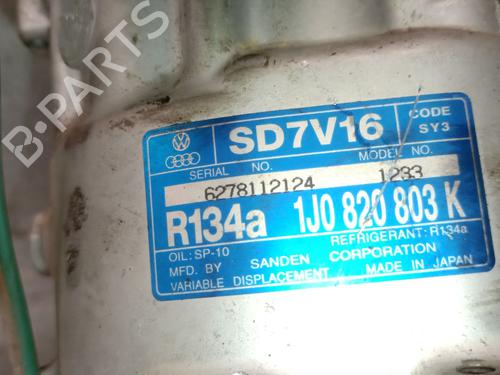 SD7V16
CODE
SY3
SERIAL NO.
MODEL NO.
6278112124
1233
R134a
1J0 820 803 K
OIL: SP-10
REFRIGERANT: R134a
MFD. BY SANDEN CORPORATION
VARIABLE DISPLACEMENT MADE IN JAPAN
B-PARTS